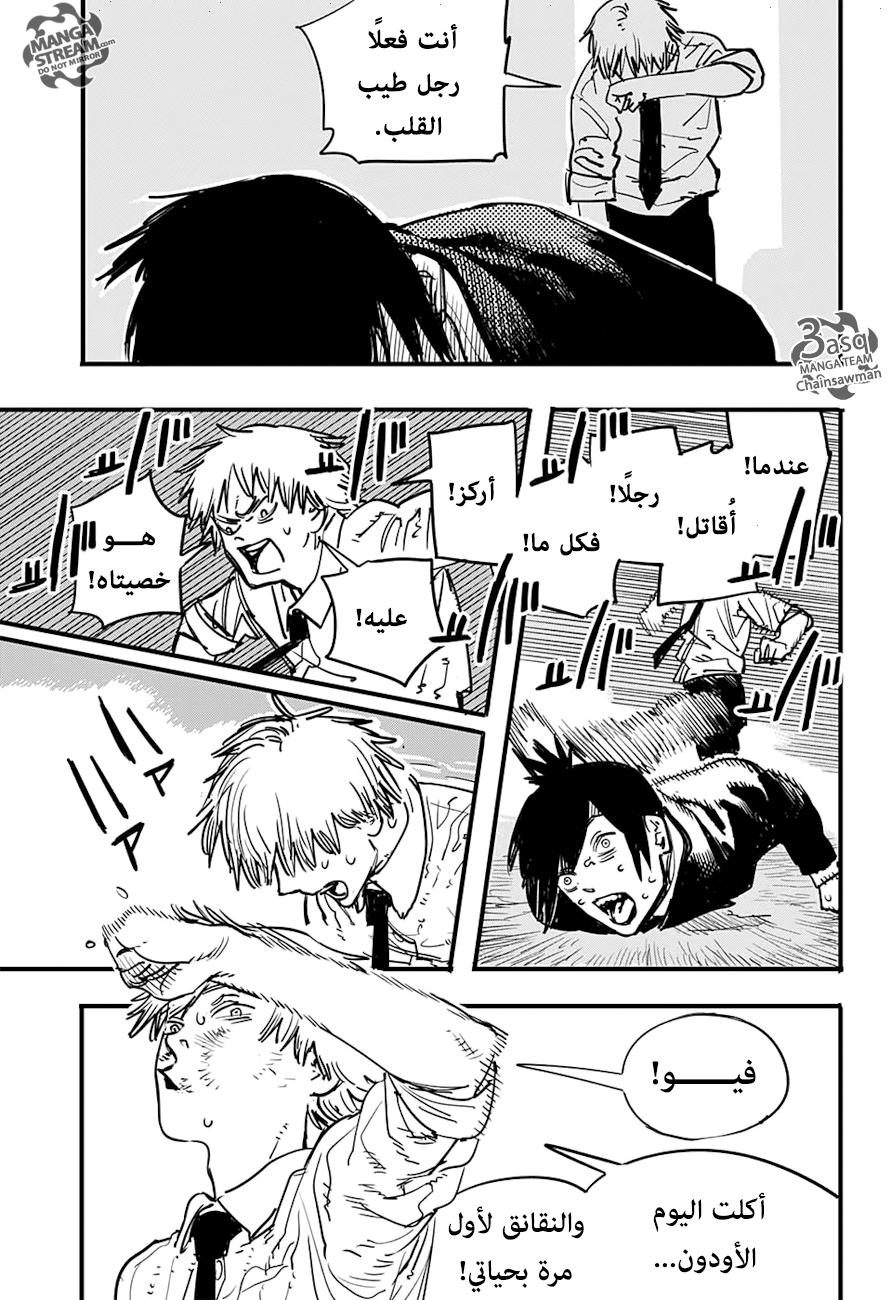 MANGA
STREAM
DO NOT MIRROR
أنت فعلًا
رجل طيب
القلب.
3asq
MANGA TEAM
Chainsawman
عندما!
أُقاتل!
رجلًا!
فكل ما!
أركز!
عليه!
هـــو
خصيتاه!
فيـــــو!
أكلت اليوم
الأودون...
والنقانق لأول
مرة بحياتي!